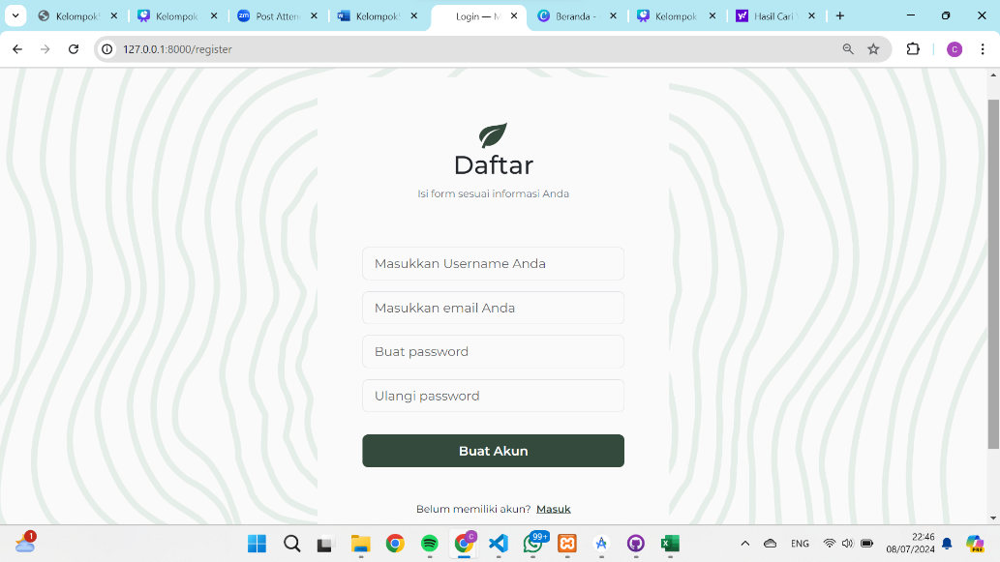 Kelompok
Kelompok
Post Atten
Kelompok
Login — M
Beranda -
Kelompok
Hasil Cari
127.0.0.1:8000/register
C
Daftar
Isi form sesuai informasi Anda
Masukkan Username Anda
Masukkan email Anda
Buat password
Ulangi password
Buat Akun
Belum memiliki akun? Masuk
1
C
99+
ENG
22:46
08/07/2024
PRE